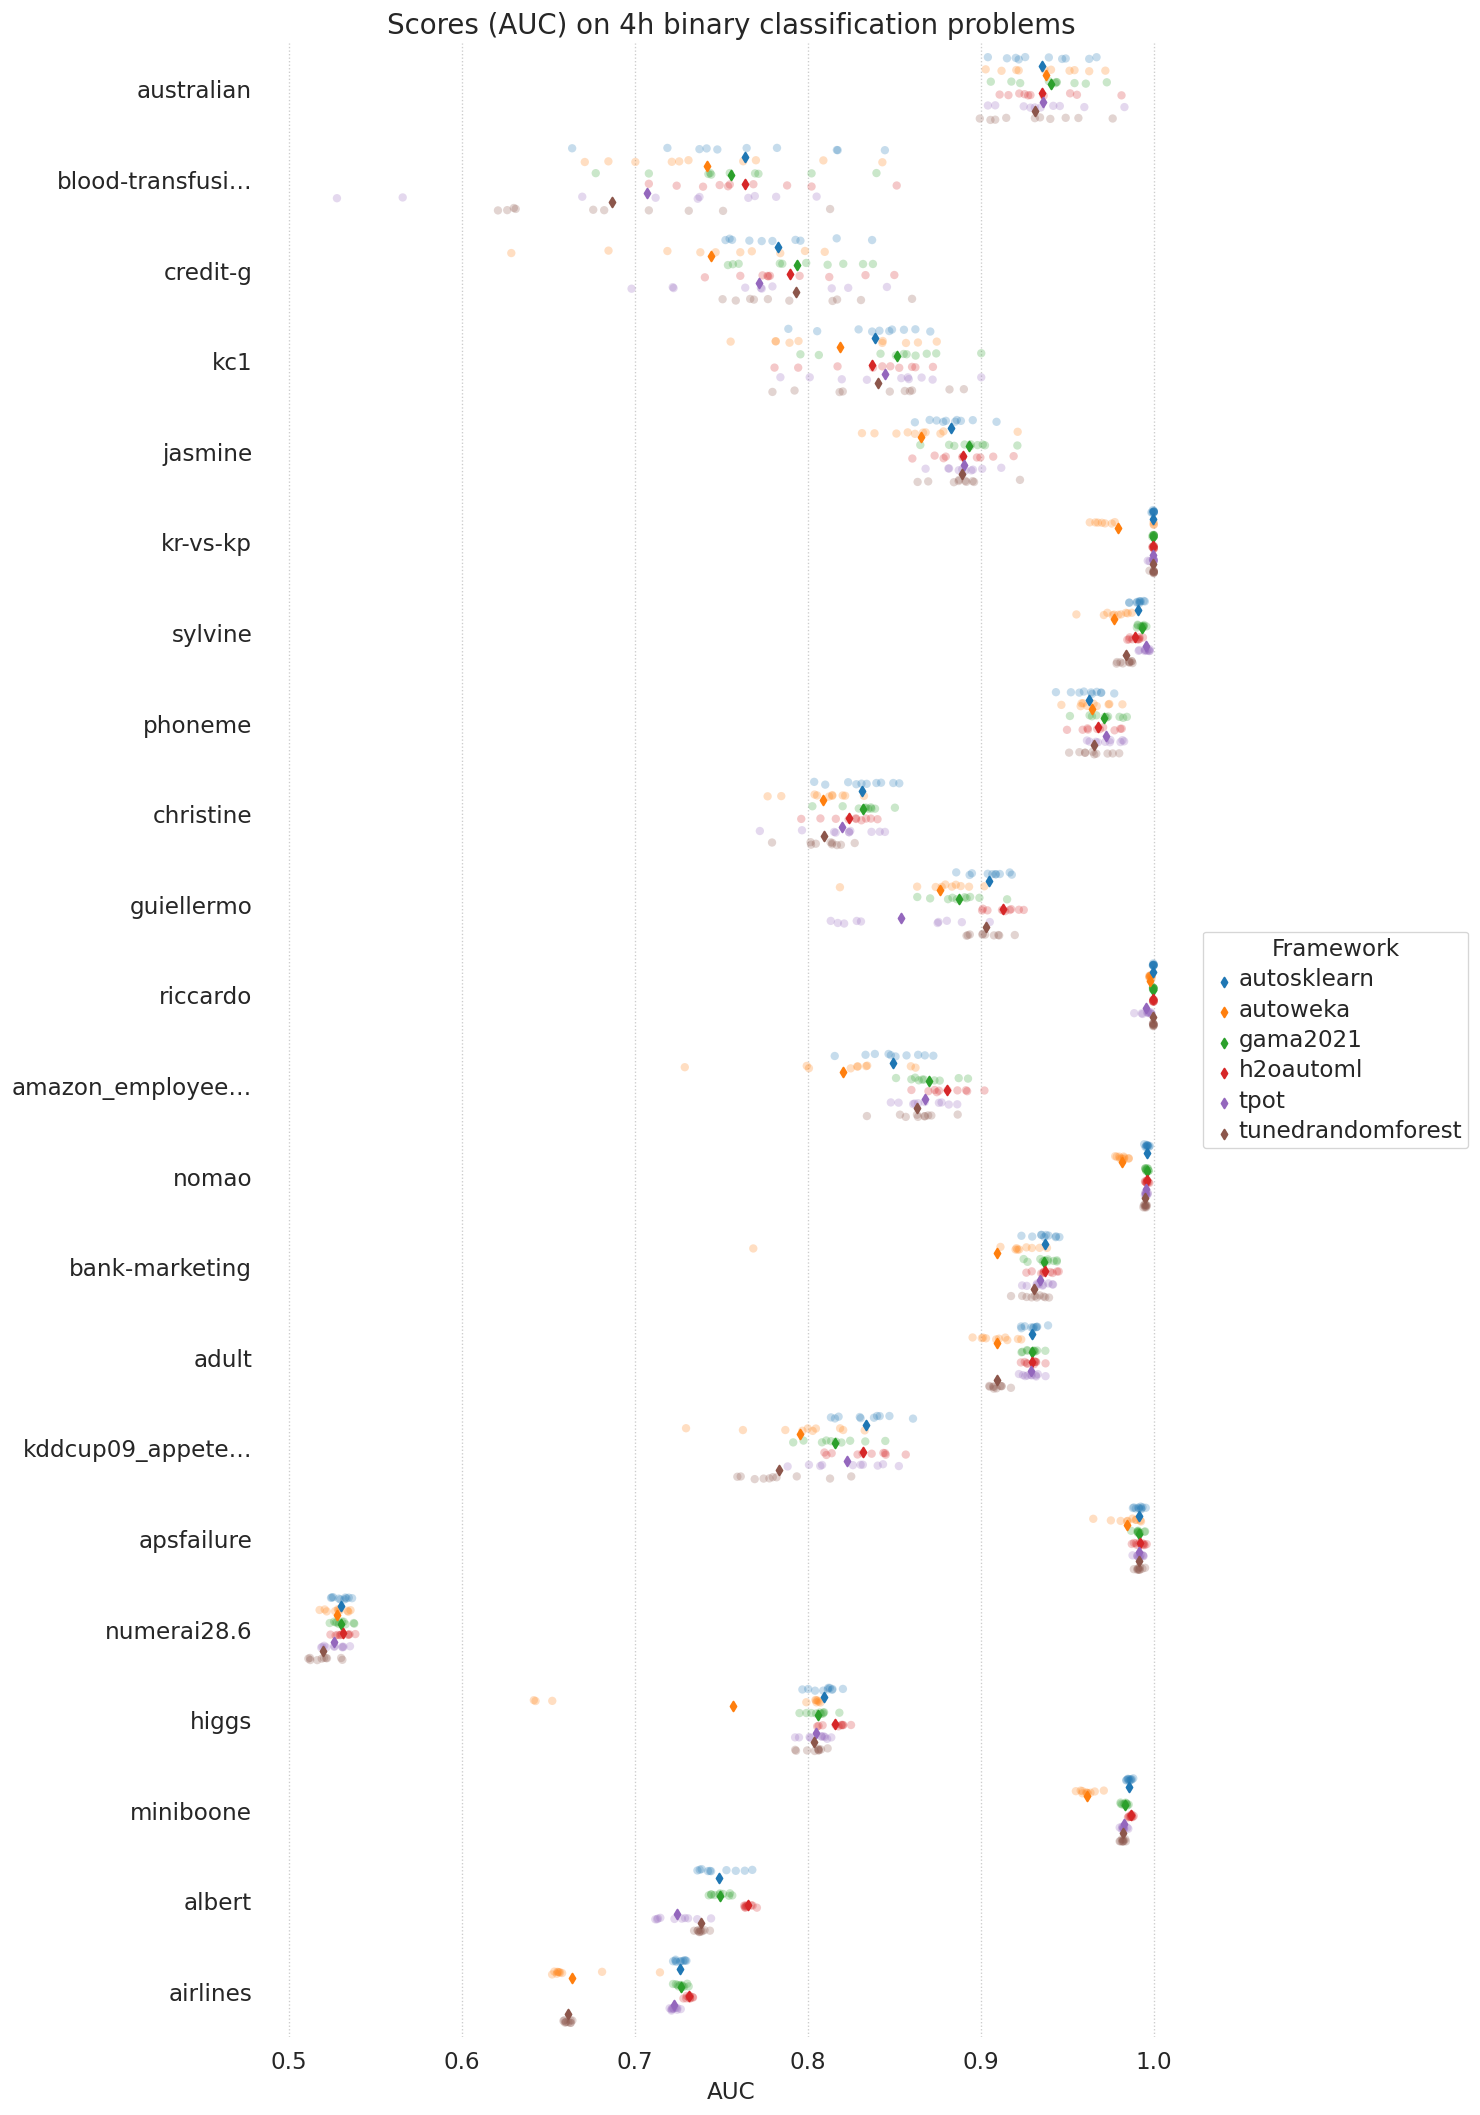 Scores (AUC) on 4h binary classification problems
australian
blood-transfusi...
credit-g
kc1
jasmine
kr-vs-kp
sylvine
phoneme
christine
guiellermo
riccardo
amazon_employee...
nomao
bank-marketing
adult
kddcup09_appete...
apsfailure
numerai28.6
higgs
miniboone
albert
airlines
Framework
autosklearn
autoweka
gama2021
h2oautoml
tpot
tunedrandomforest
0.5 0.6 0.7 0.8 0.9 1.0
AUC